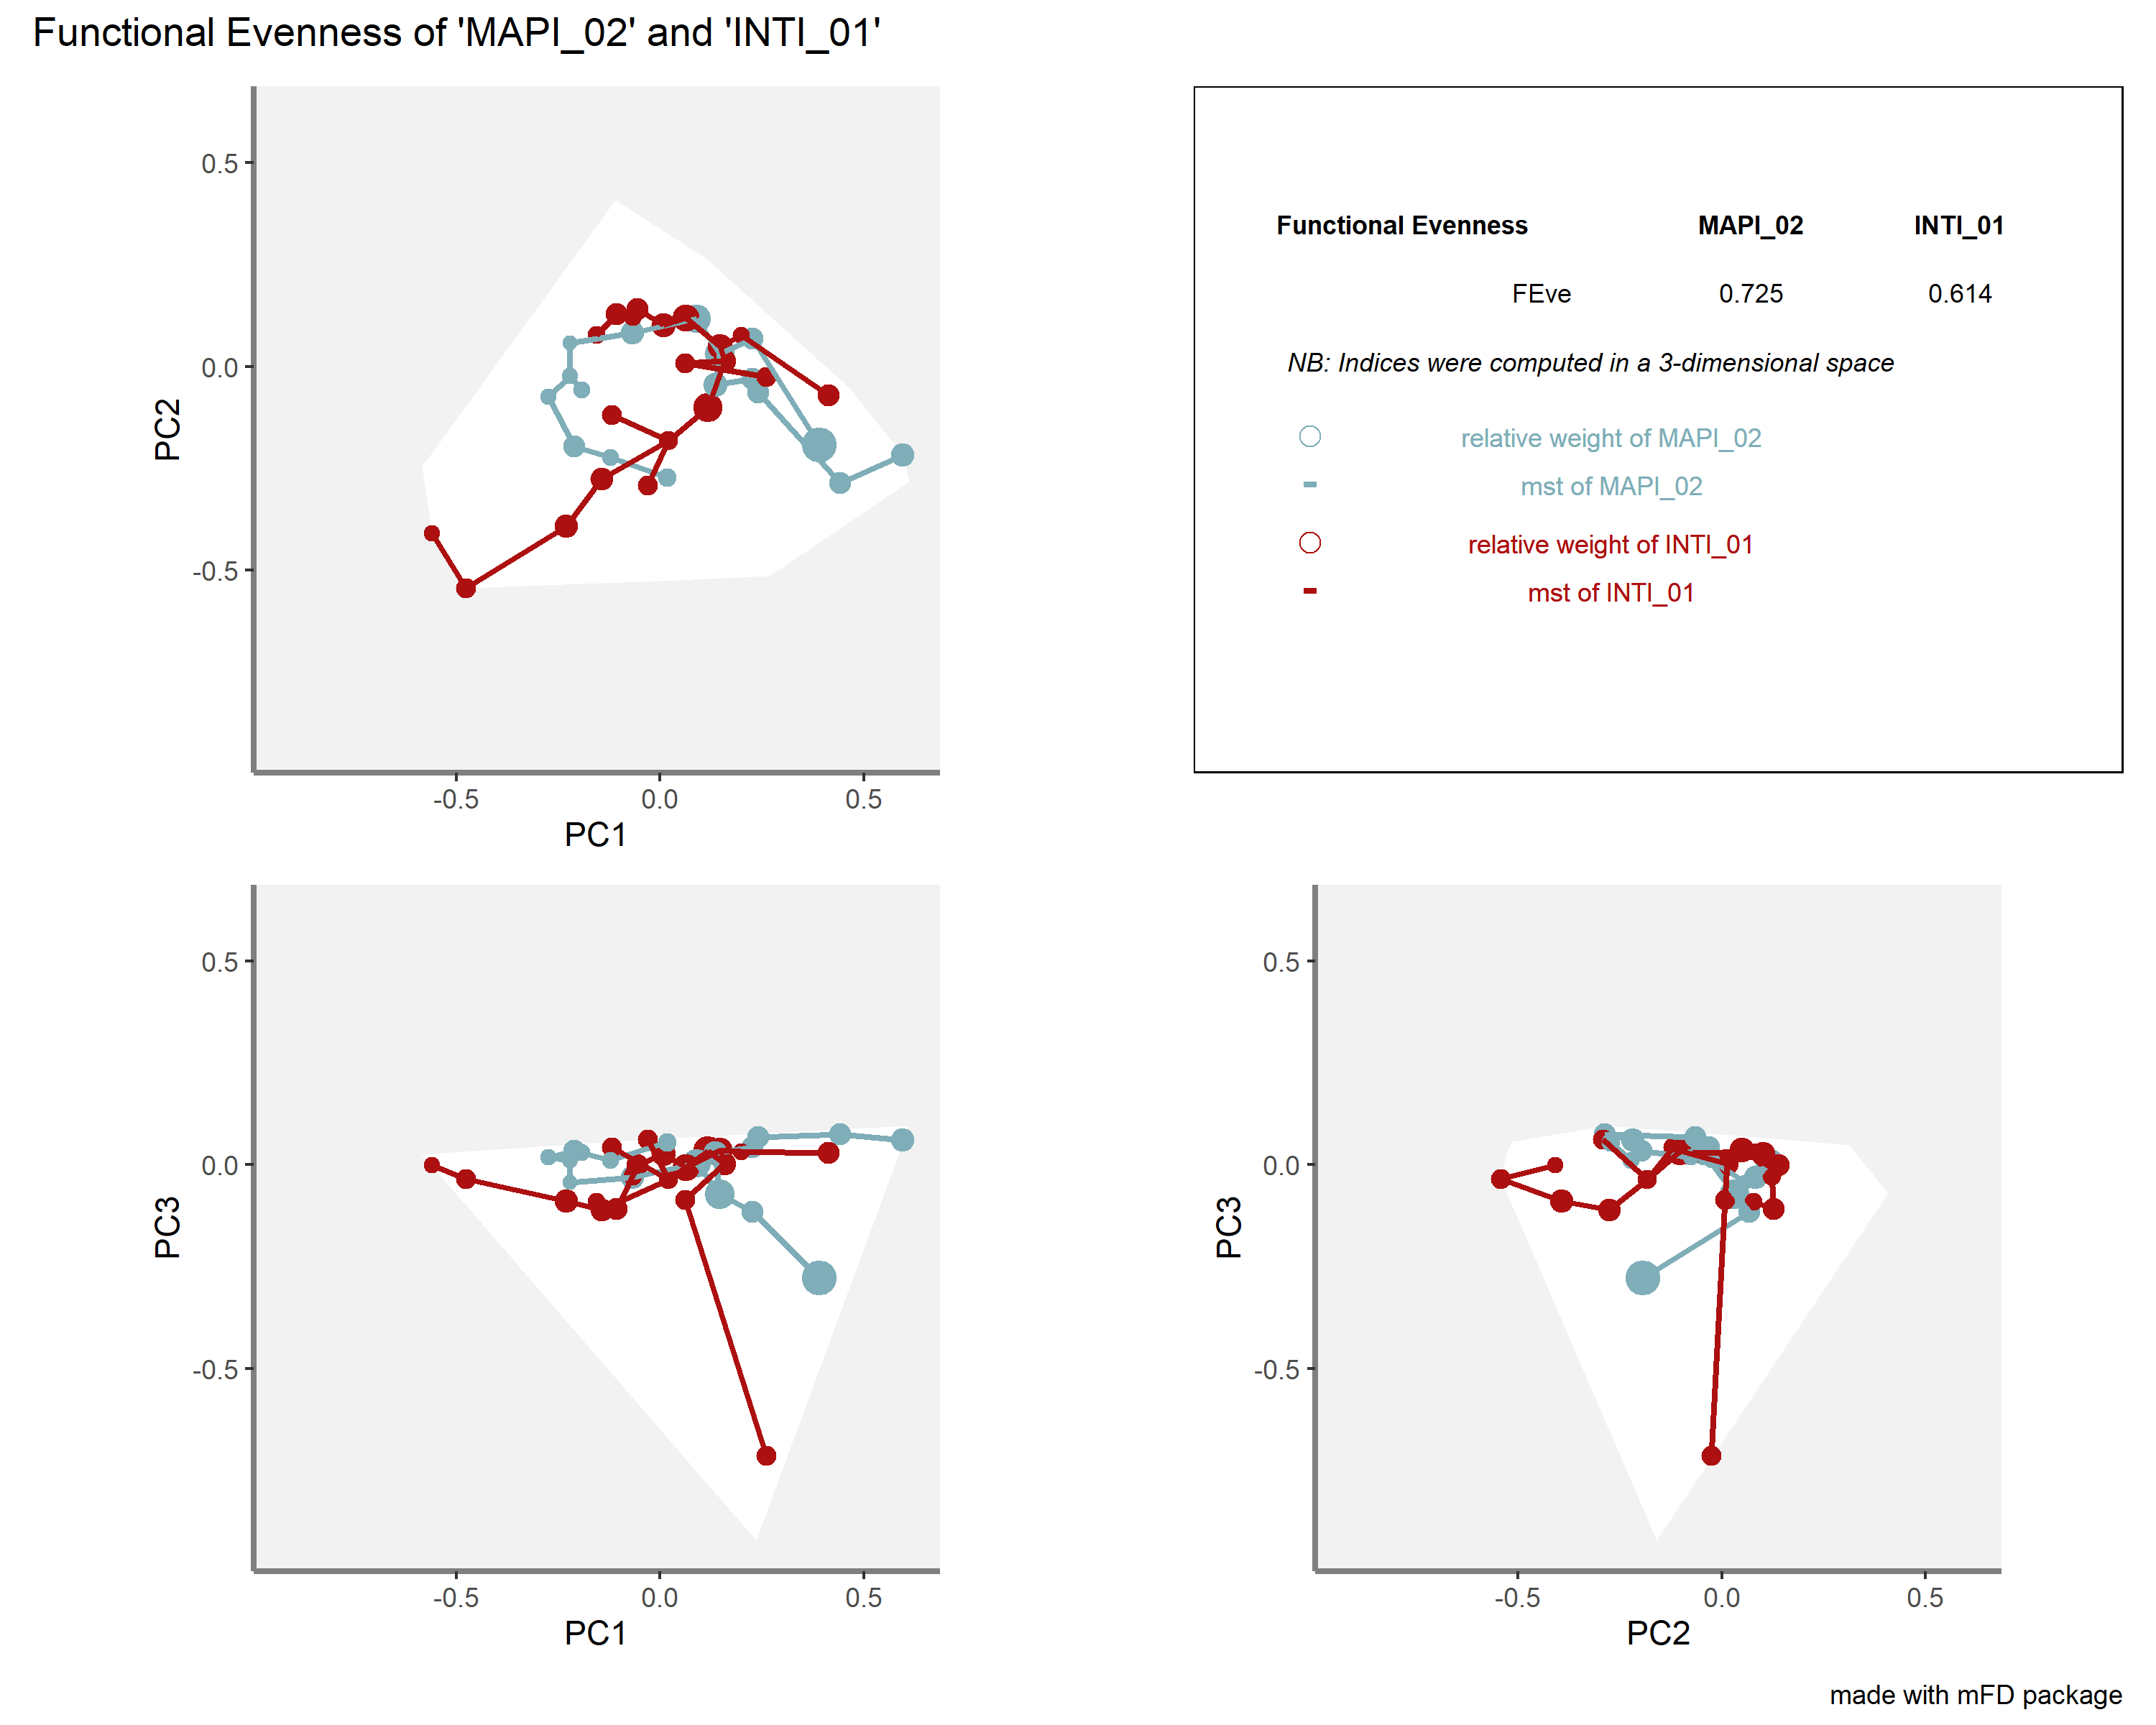 Functional Evenness of 'MAPI_02' and 'INTI_01'
0.5
0.0
-0.5
PC2
-0.5 0.0 0.5
PC1
Functional Evenness MAPI_02 INTI_01
FEve 0.725 0.614
NB: Indices were computed in a 3-dimensional space
relative weight of MAPI_02
mst of MAPI_02
relative weight of INTI_01
mst of INTI_01
0.5
0.0
-0.5
PC3
-0.5 0.0 0.5
PC1
0.5
0.0
-0.5
PC3
-0.5 0.0 0.5
PC2
made with mFD package